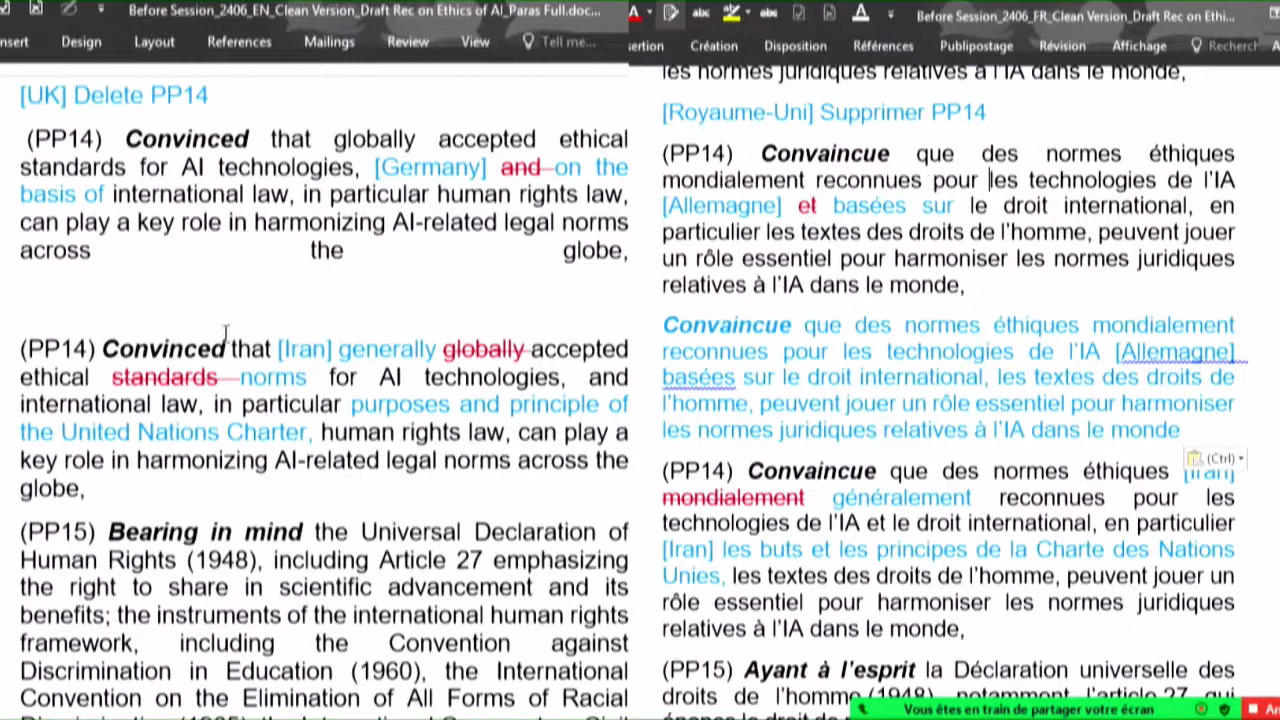 Before Session_2406_EN_Clean Version_Draft Rec on Ethics of AI_Paras Full.doc...
nsert Design Layout References Mailings Review View Tell me...
[UK] Delete PP14
(PP14) Convinced that globally accepted ethical
standards for AI technologies, [Germany] and on the
basis of international law, in particular human rights law,
can play a key role in harmonizing AI-related legal norms
across the globe,
(PP14) Convinced that [Iran] generally globally accepted
ethical standards norms for AI technologies, and
international law, in particular purposes and principle of
the United Nations Charter, human rights law, can play a
key role in harmonizing AI-related legal norms across the
globe,
(PP15) Bearing in mind the Universal Declaration of
Human Rights (1948), including Article 27 emphasizing
the right to share in scientific advancement and its
benefits; the instruments of the international human rights
framework, including the Convention against
Discrimination in Education (1960), the International
Convention on the Elimination of All Forms of Racial
abc abc
Before Session_2406_FR_Clean Version_Draft Rec on Ethi...
sertion Création Disposition Références Publipostage Révision Affichage Recherch
les normes juridiques relatives à l'IA dans le monde,
[Royaume-Uni] Supprimer PP14
(PP14) Convaincue que des normes éthiques
mondialement reconnues pour les technologies de l'IA
[Allemagne] et basées sur le droit international, en
particulier les textes des droits de l'homme, peuvent jouer
un rôle essentiel pour harmoniser les normes juridiques
relatives à l'IA dans le monde,
Convaincue que des normes éthiques mondialement
reconnues pour les technologies de l'IA [Allemagne]
basées sur le droit international, les textes des droits de
l'homme, peuvent jouer un rôle essentiel pour harmoniser
les normes juridiques relatives à l'IA dans le monde
(Ctrl)
(PP14) Convaincue que des normes éthiques [Iran]
mondialement généralement reconnues pour les
technologies de l'IA et le droit international, en particulier
[Iran] les buts et les principes de la Charte des Nations
Unies, les textes des droits de l'homme, peuvent jouer un
rôle essentiel pour harmoniser les normes juridiques
relatives à l'IA dans le monde,
(PP15) Ayant à l'esprit la Déclaration universelle des
droits de l'homme (1948), notamment l'article 27 qui
Vous êtes en train de partager votre écran